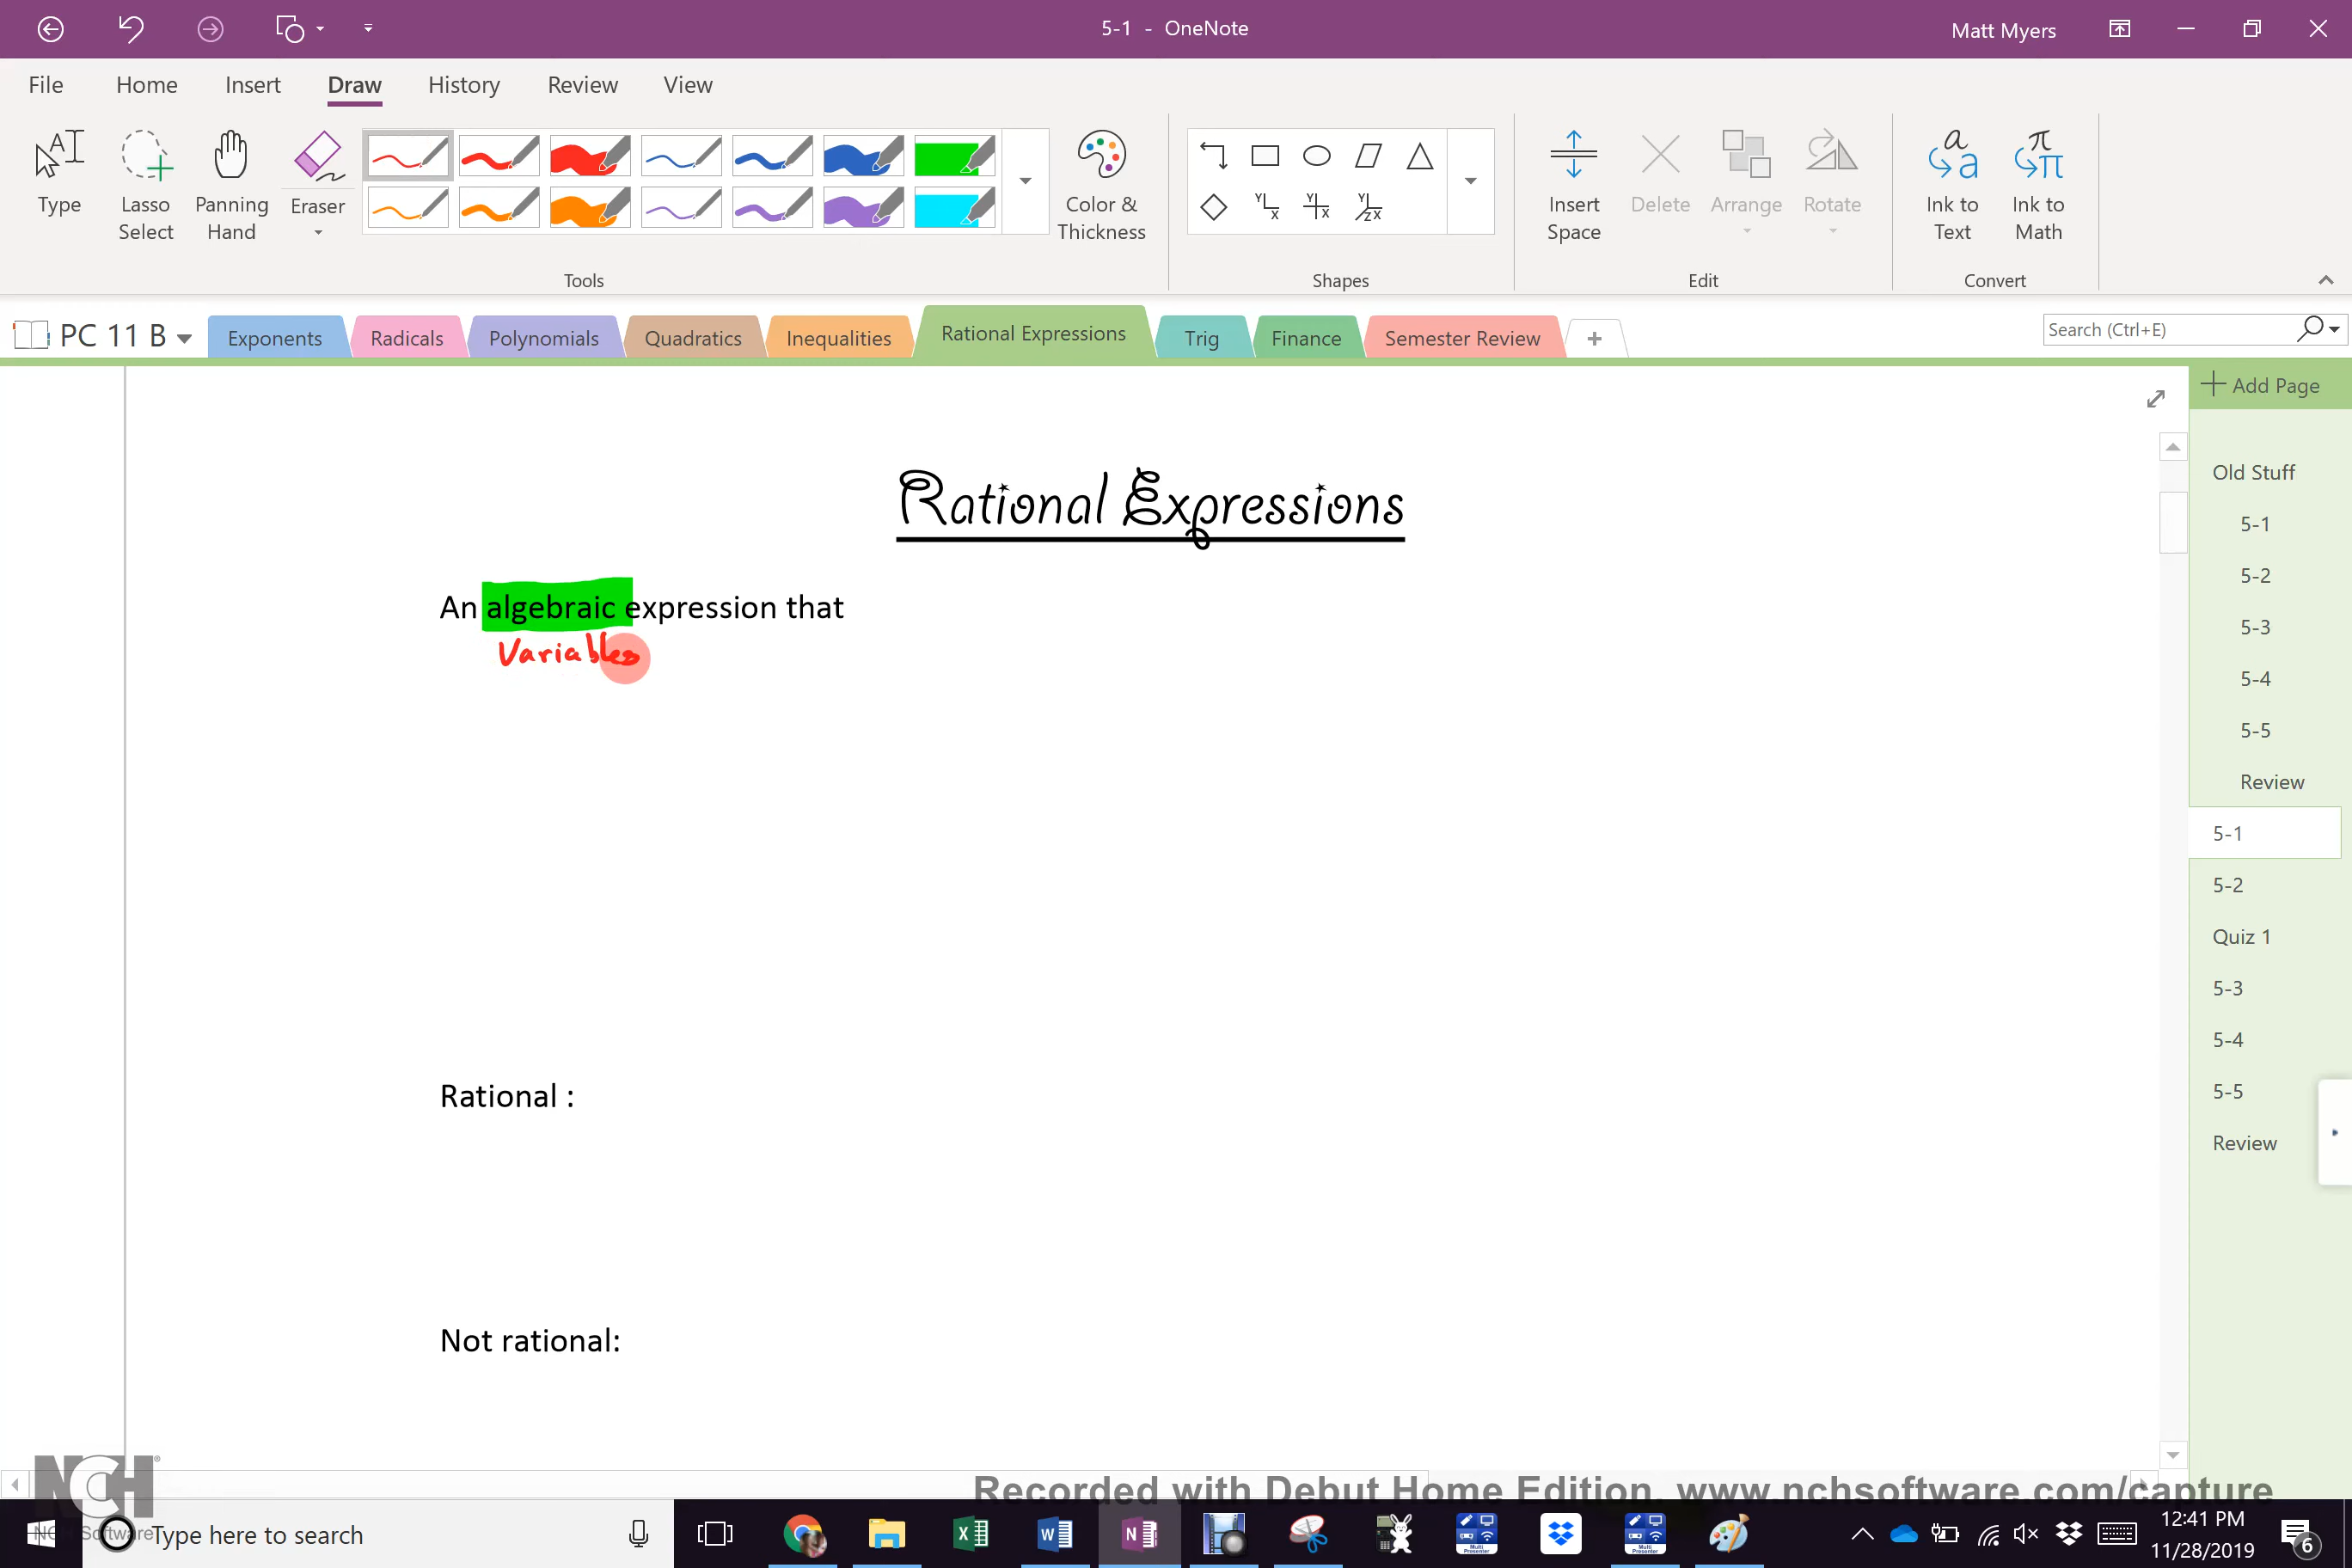 5-1 - OneNote
Matt Myers
File Home Insert Draw History Review View
Type
Lasso Select
Panning Hand
Eraser
Color & Thickness
Insert Space
Delete
Arrange
Rotate
Ink to Text
Ink to Math
Tools
Shapes
Edit
Convert
PC 11 B
Exponents Radicals Polynomials Quadratics Inequalities Rational Expressions Trig Finance Semester Review
Search (Ctrl+E)
Add Page
Rational Expressions
An algebraic expression that
Variables
Rational :
Not rational:
Old Stuff
5-1
5-2
5-3
5-4
5-5
Review
5-1
5-2
Quiz 1
5-3
5-4
5-5
Review
NCH
NCH Software
Recorded with Debut Home Edition. www.nchsoftware.com/capture
Type here to search
12:41 PM
11/28/2019
6